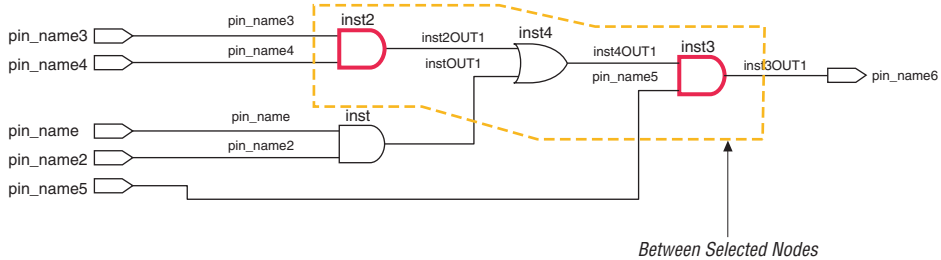 inst2
pin_name3
pin_name3
inst4
inst2OUT1
pin_name4
pin_name4
inst3
inst4OUT1
instOUT1
inst3OUT1
pin_name5
pin_name6
pin_name
inst
pin_name
pin_name2
pin_name2
pin_name5
Between Selected Nodes